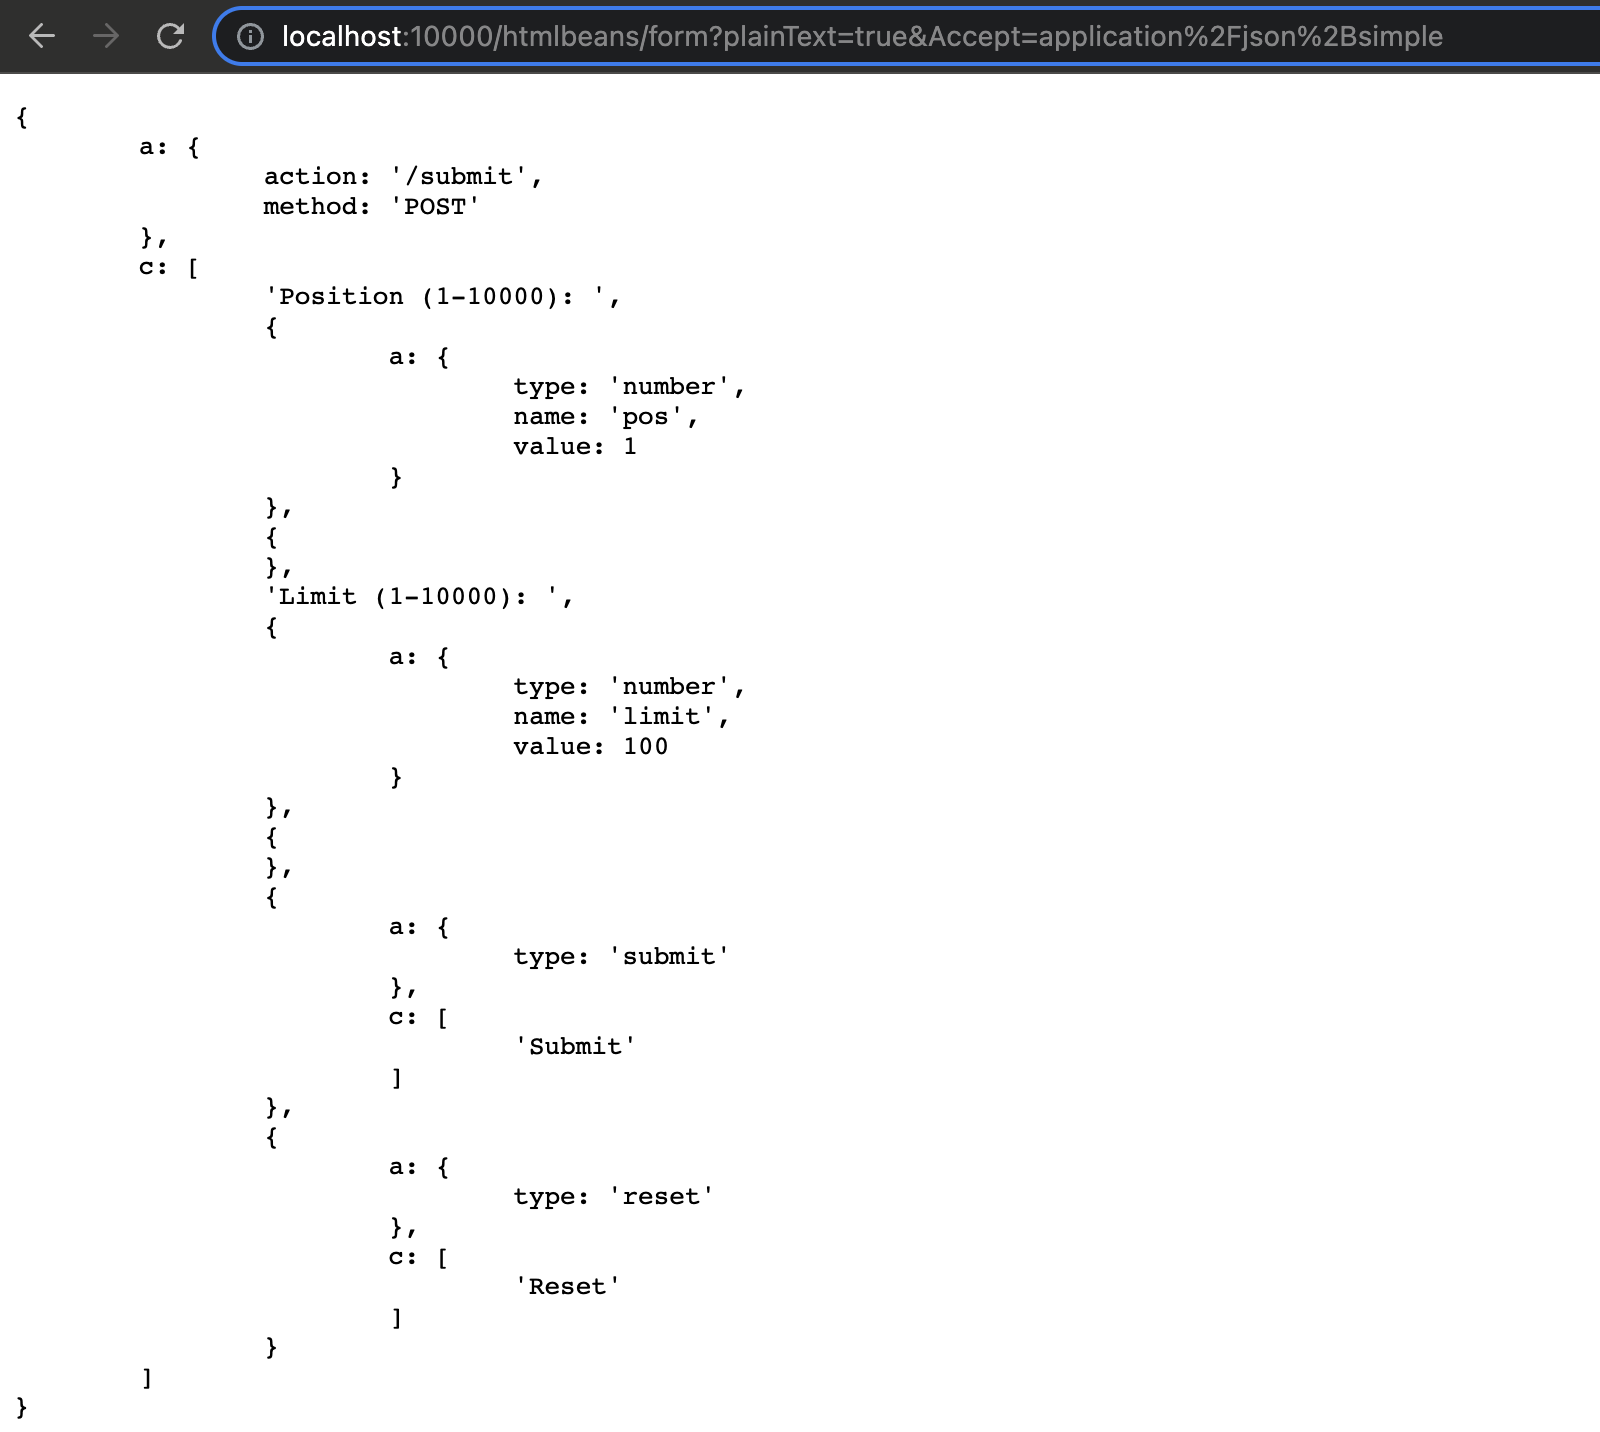 localhost:10000/htmlbeans/form?plainText=true&Accept=application%2Fjson%2Bsimple
{
	a: {
		action: '/submit',
		method: 'POST'
	},
	c: [
		'Position (1-10000): ',
		{
			a: {
				type: 'number',
				name: 'pos',
				value: 1
			}
		},
		{
		},
		'Limit (1-10000): ',
		{
			a: {
				type: 'number',
				name: 'limit',
				value: 100
			}
		},
		{
		},
		{
			a: {
				type: 'submit'
			},
			c: [
				'Submit'
			]
		},
		{
			a: {
				type: 'reset'
			},
			c: [
				'Reset'
			]
		}
	]
}